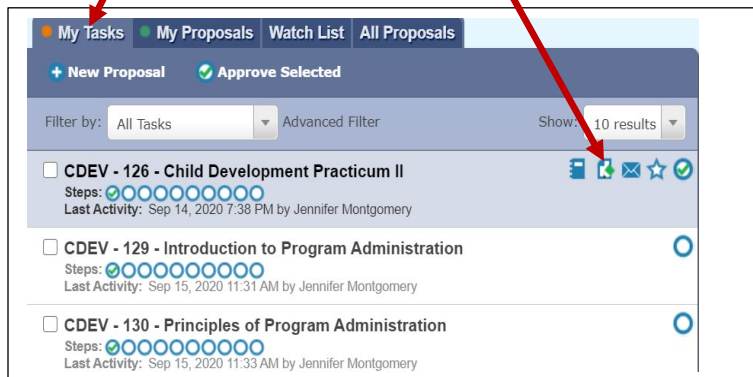 My Tasks My Proposals Watch List All Proposals
New Proposal Approve Selected
Filter by: All Tasks Advanced Filter Show: 10 results
CDEV - 126 - Child Development Practicum II
Steps:
Last Activity: Sep 14, 2020 7:38 PM by Jennifer Montgomery
CDEV - 129 - Introduction to Program Administration
Steps:
Last Activity: Sep 15, 2020 11:31 AM by Jennifer Montgomery
CDEV - 130 - Principles of Program Administration
Steps:
Last Activity: Sep 15, 2020 11:33 AM by Jennifer Montgomery